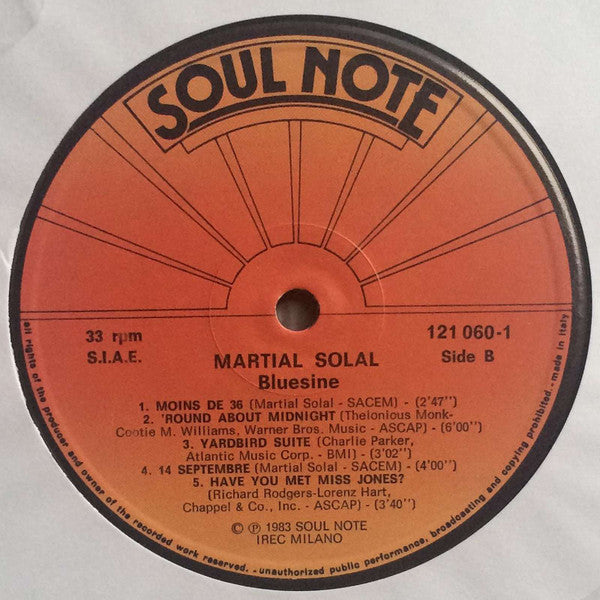 SOUL NOTE
33 rpm
S.I.A.E.
121 060-1
Side B
MARTIAL SOLAL
Bluesine
1. MOINS DE 36 (Martial Solal - SACEM) - (2'47'')
2. 'ROUND ABOUT MIDNIGHT (Thelonious Monk-
Cootie M. Williams, Warner Bros. Music - ASCAP) - (6'00'')
3. YARDBIRD SUITE (Charlie Parker,
Atlantic Music Corp. - BMI) - (3'02'')
4. 14 SEPTEMBRE (Martial Solal - SACEM) - (4'00'')
5. HAVE YOU MET MISS JONES?
(Richard Rodgers-Lorenz Hart,
Chappel & Co., Inc. - ASCAP) - (3'40'')
© ℗ 1983 SOUL NOTE
IREC MILANO
all rights of the producer and owner of the recorded work reserved. - unauthorized public performance, broadcasting and copying prohibited. - made in italy